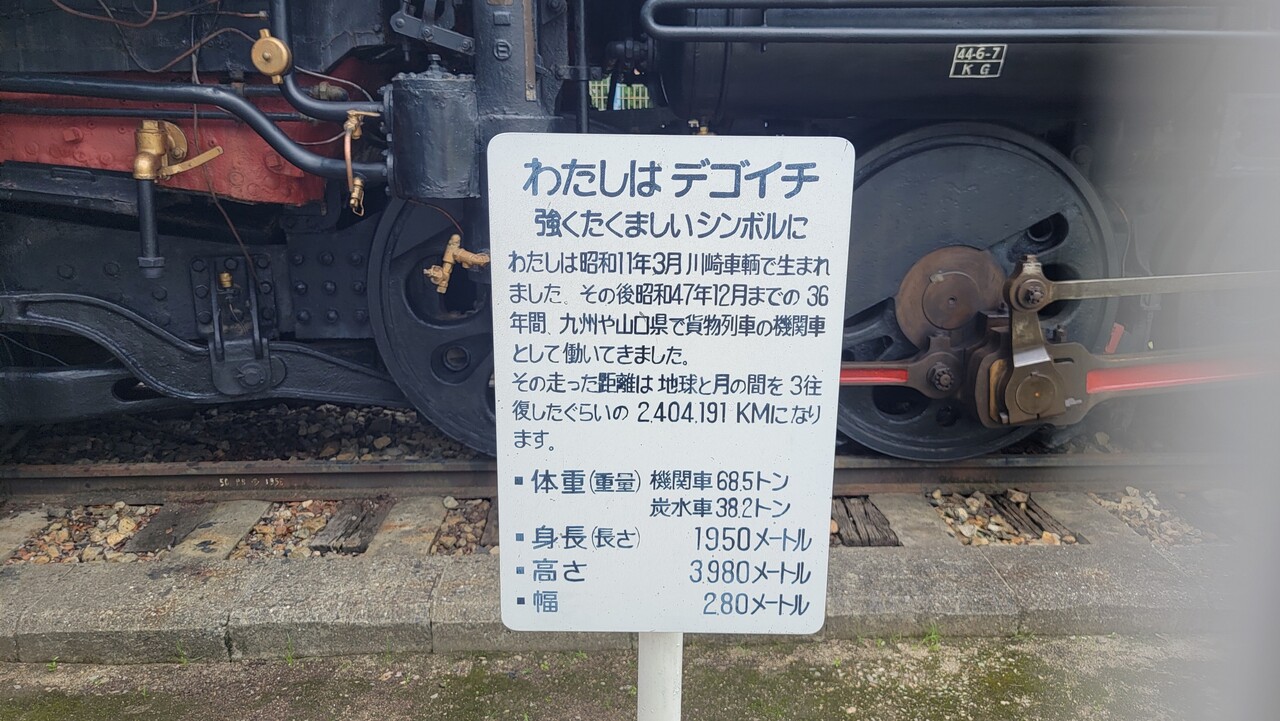 44-6-7
K G
わたしは デゴイチ
強くたくましいシンボルに
わたしは昭和11年3月川崎車輌で生まれ
ました。その後昭和47年12月までの 36
年間、九州や山口県で貨物列車の機関車
として働いてきました。
その走った距離は 地球と月の間を 3往
復したぐらいの 2,404,191 KMになり
ます。
▪ 体重(重量) 機関車 68.5トン
炭水車 38.2トン
▪ 身長(長さ) 19.50メートル
▪ 高さ 3.980メートル
▪ 幅 2.80メートル